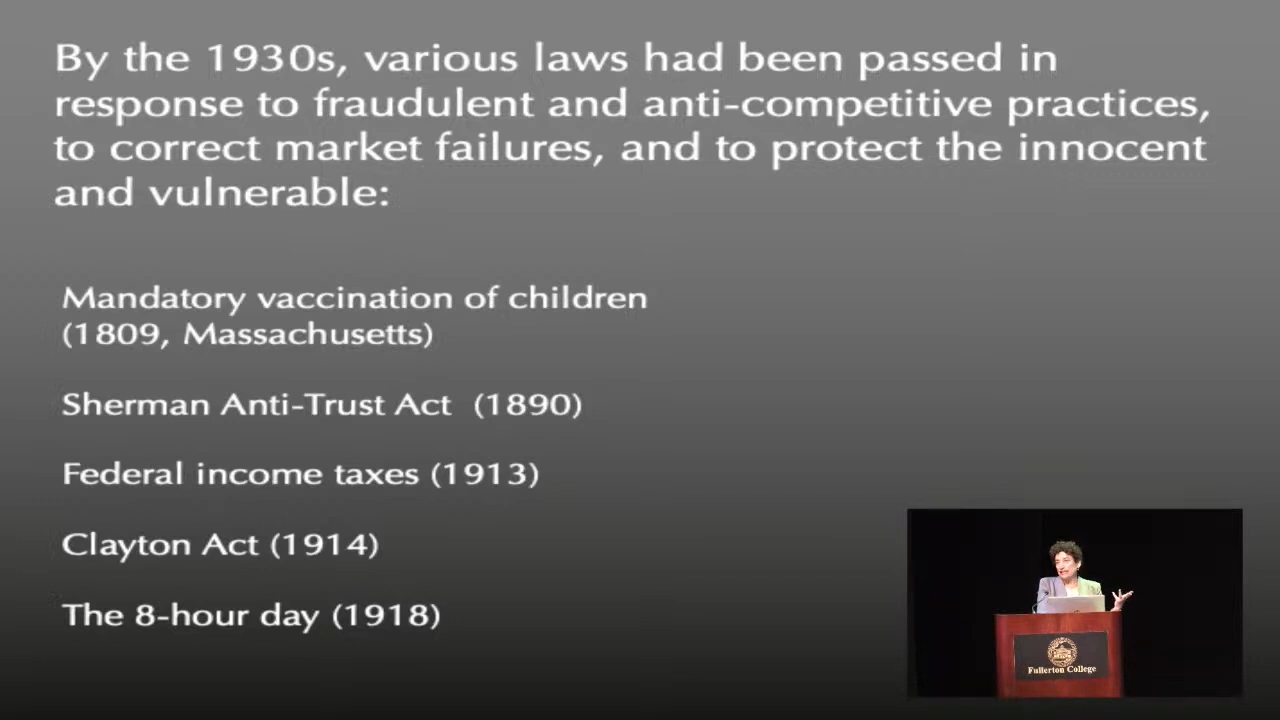 By the 1930s, various laws had been passed in
response to fraudulent and anti-competitive practices,
to correct market failures, and to protect the innocent
and vulnerable:
Mandatory vaccination of children
(1809, Massachusetts)
Sherman Anti-Trust Act (1890)
Federal income taxes (1913)
Clayton Act (1914)
The 8-hour day (1918)
Fullerton College